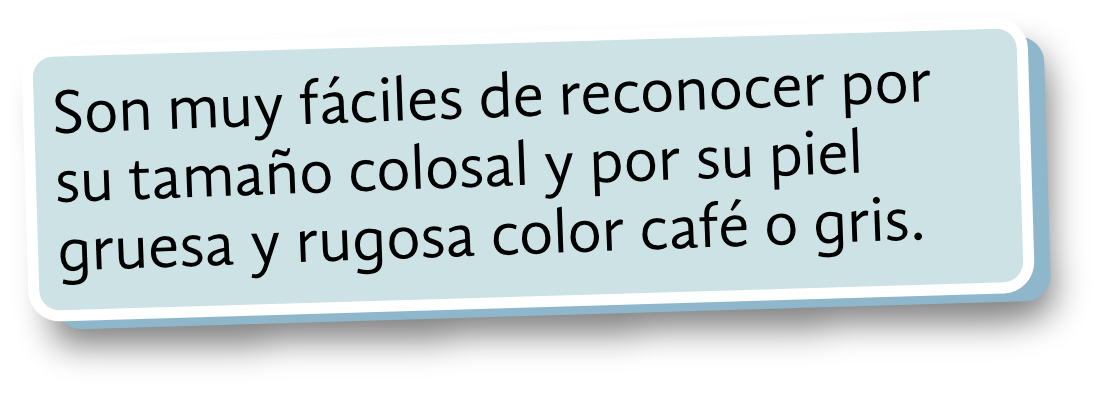 Son muy fáciles de reconocer por
su tamaño colosal y por su piel
gruesa y rugosa color café o gris.